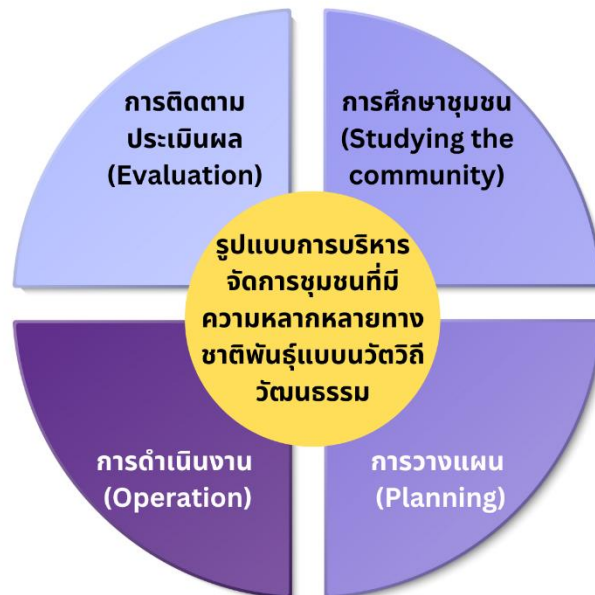 การติดตาม
ประเมินผล
(Evaluation)
การศึกษาชุมชน
(Studying the
community)
รูปแบบการบริหาร
จัดการชุมชนที่มี
ความหลากหลายทาง
ชาติพันธุ์แบบนวัตวิถี
วัฒนธรรม
การดำเนินงาน
(Operation)
การวางแผน
(Planning)